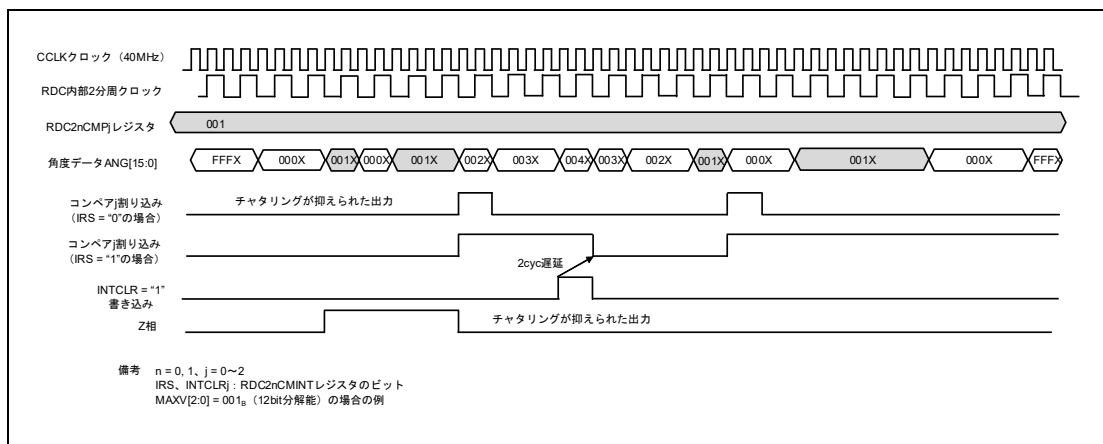 CCLKクロック（40MHz）
RDC内部2分周クロック
RDC2nCMPjレジスタ
001
角度データANG[15:0]
FFFX 000X 001X 000X 001X 002X 003X 004X 003X 002X 001X 000X 001X 000X FFFX
コンペアj割り込み
（IRS = “0”の場合）
チャタリングが抑えられた出力
コンペアj割り込み
（IRS = “1”の場合）
2cyc遅延
INTCLR = “1”
書き込み
Z相
チャタリングが抑えられた出力
備考 n = 0, 1、j = 0～2
IRS、INTCLRj : RDC2nCMINTレジスタのビット
MAXV[2:0] = 001B（12bit分解能）の場合の例